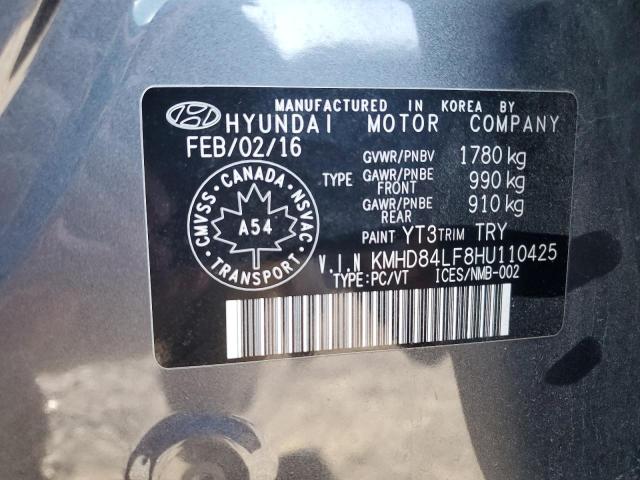 MANUFACTURED IN KOREA BY
HYUNDAI MOTOR COMPANY
FEB/02/16
GVWR/PNBV 1780 kg
TYPE GAWR/PNBE FRONT 990 kg
GAWR/PNBE REAR 910 kg
PAINT YT3 TRIM TRY
CMVSS · CANADA · NSVAC
A54
TRANSPORT
V.I.N KMHD84LF8HU110425
TYPE:PC/VT ICES/NMB-002